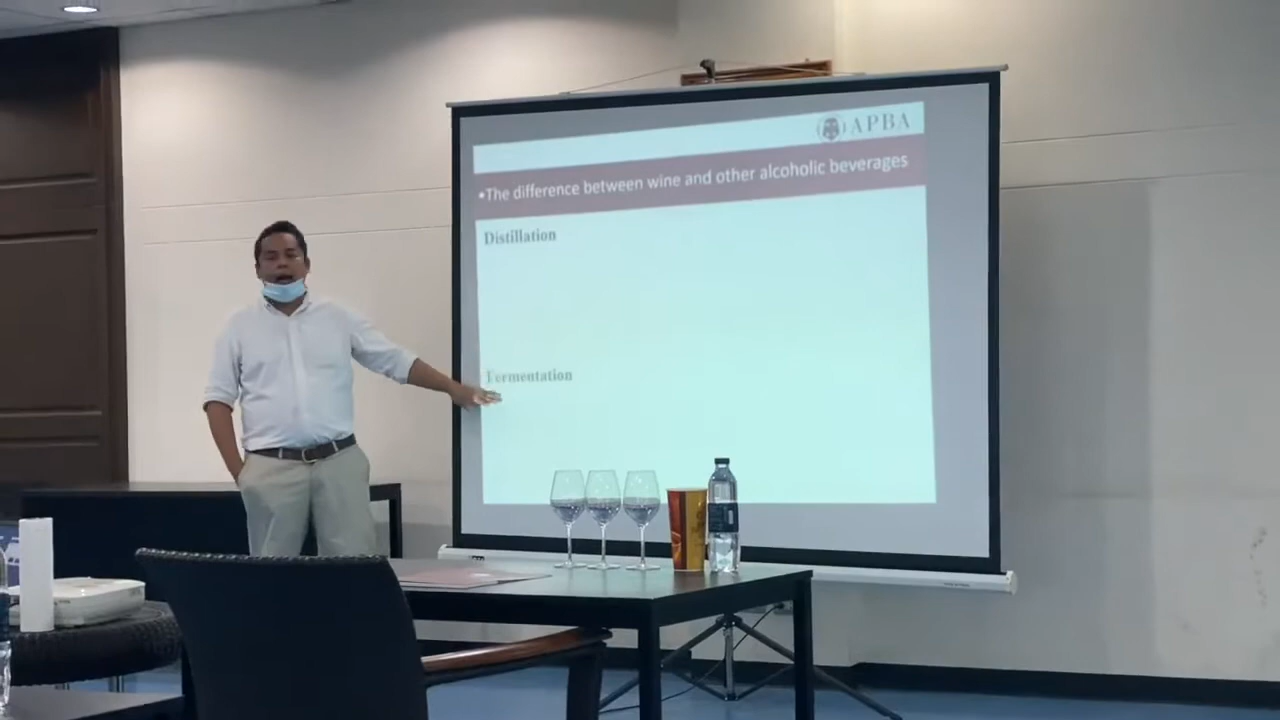 APBA
•The difference between wine and other alcoholic beverages
Distillation
Fermentation